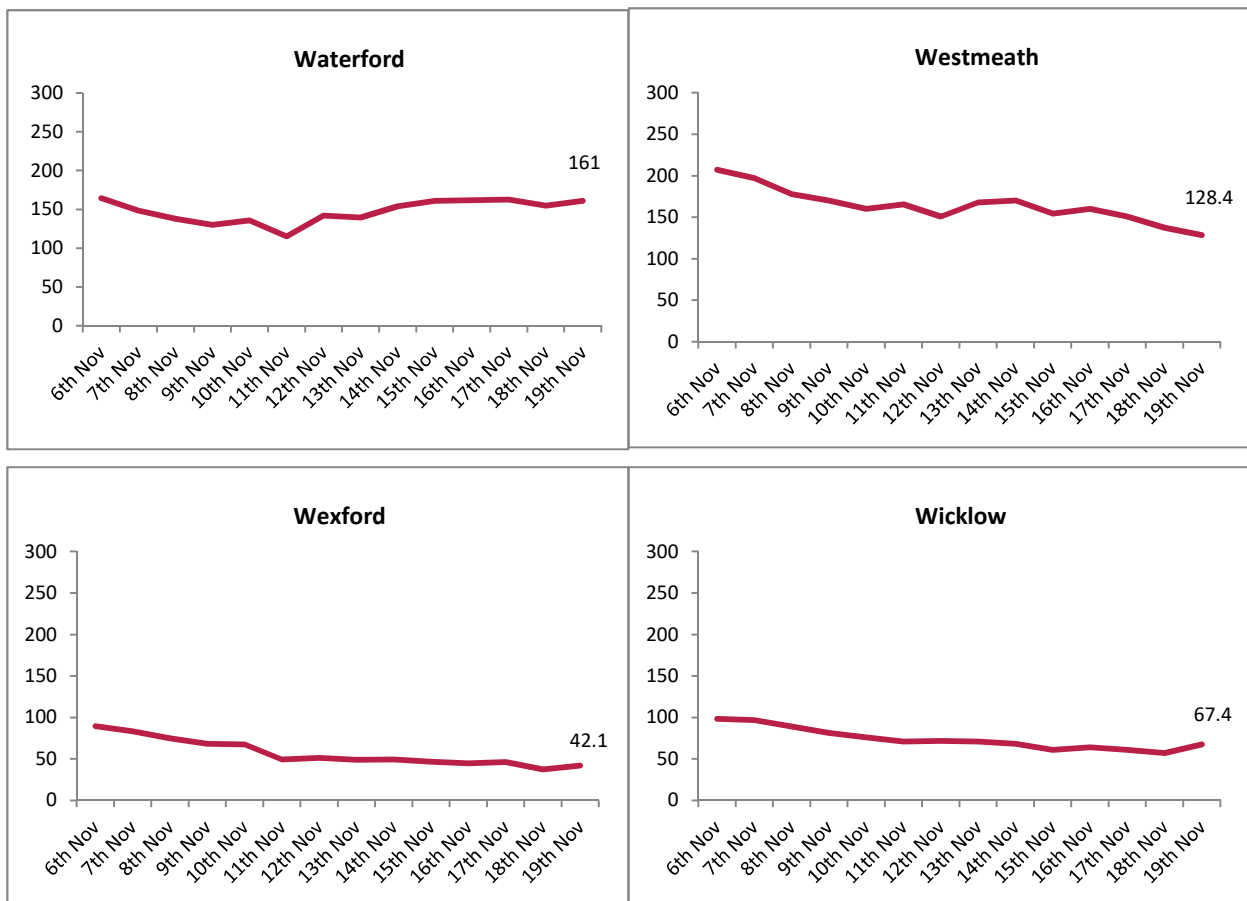 Waterford
300
250
200
150
100
50
0
161
6th Nov
7th Nov
8th Nov
9th Nov
10th Nov
11th Nov
12th Nov
13th Nov
14th Nov
15th Nov
16th Nov
17th Nov
18th Nov
19th Nov
Westmeath
300
250
200
150
100
50
0
128.4
6th Nov
7th Nov
8th Nov
9th Nov
10th Nov
11th Nov
12th Nov
13th Nov
14th Nov
15th Nov
16th Nov
17th Nov
18th Nov
19th Nov
Wexford
300
250
200
150
100
50
0
42.1
6th Nov
7th Nov
8th Nov
9th Nov
10th Nov
11th Nov
12th Nov
13th Nov
14th Nov
15th Nov
16th Nov
17th Nov
18th Nov
19th Nov
Wicklow
300
250
200
150
100
50
0
67.4
6th Nov
7th Nov
8th Nov
9th Nov
10th Nov
11th Nov
12th Nov
13th Nov
14th Nov
15th Nov
16th Nov
17th Nov
18th Nov
19th Nov